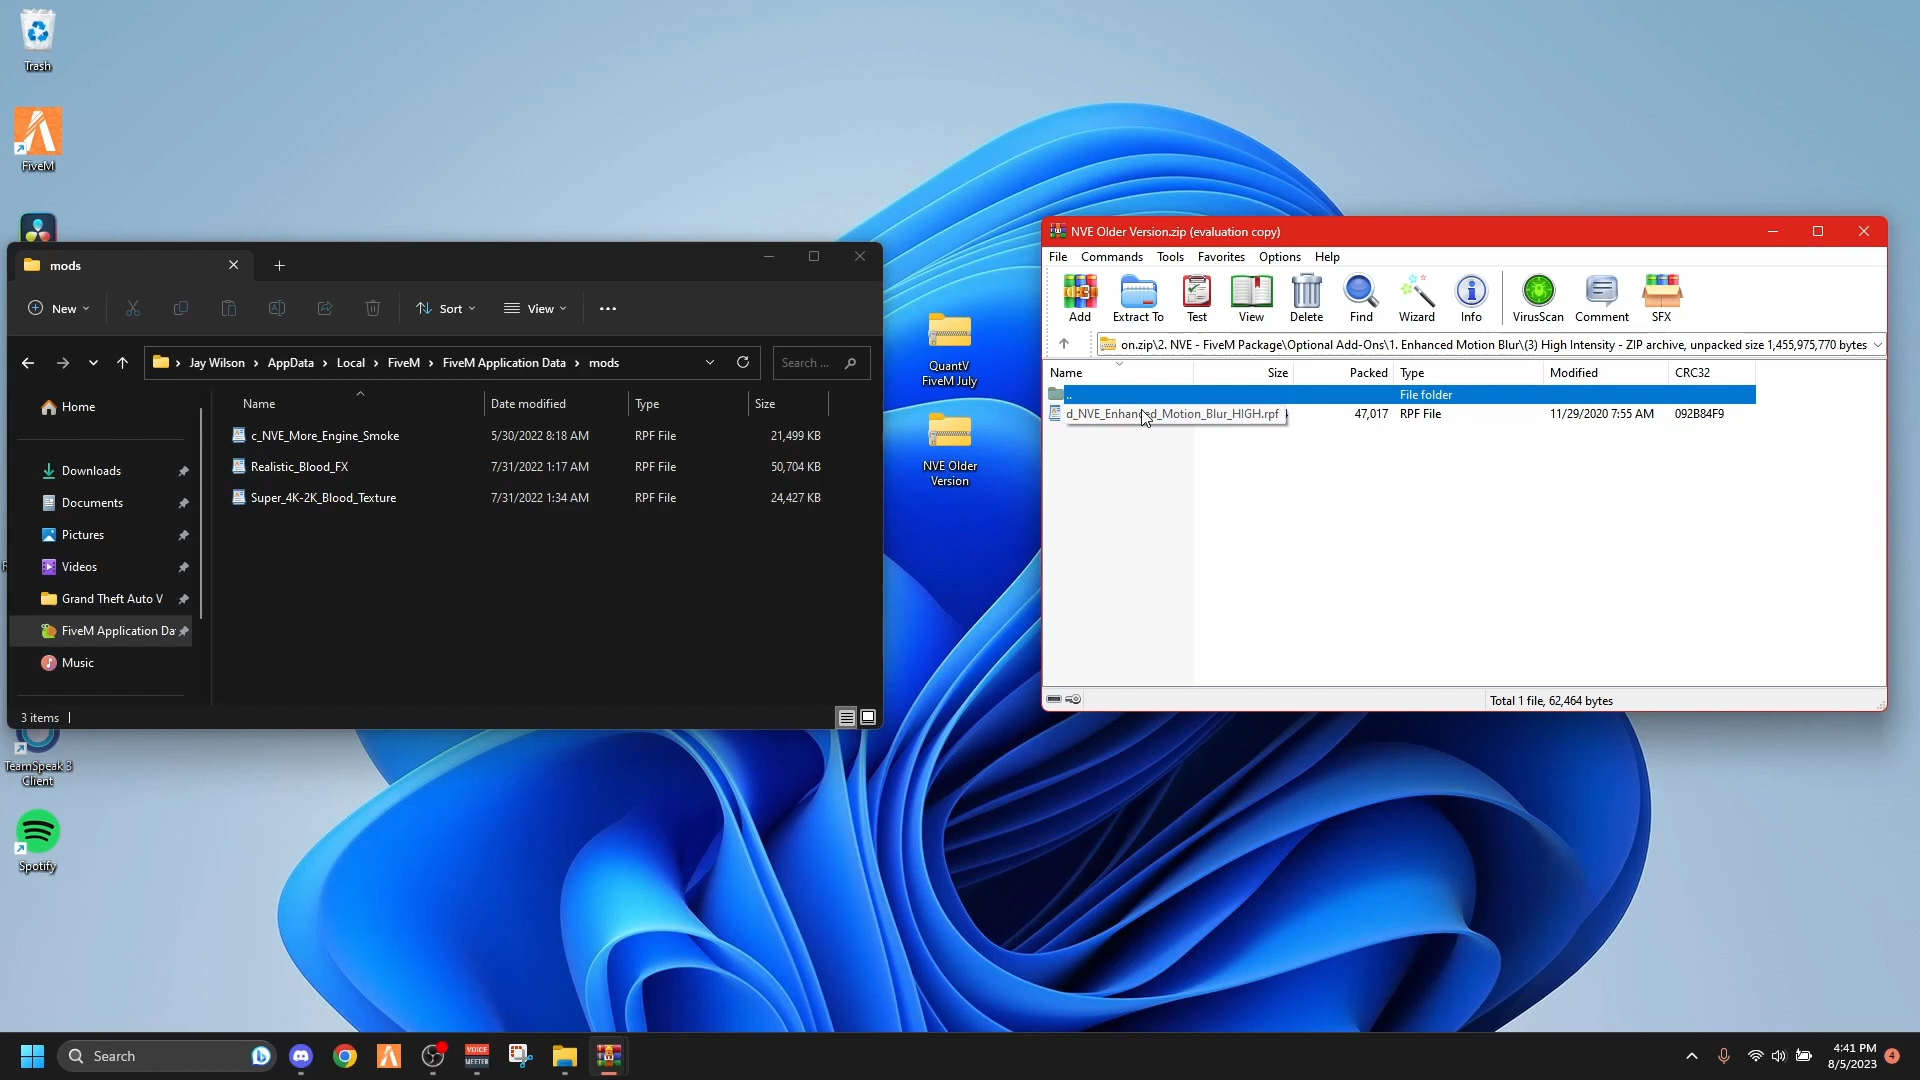 Trash
FiveM
mods
New
Sort
View
Jay Wilson
AppData
Local
FiveM
FiveM Application Data
mods
Search ...
Home
Downloads
Documents
Pictures
Videos
Grand Theft Auto V
FiveM Application Da
Music
Name
Date modified
Type
Size
c_NVE_More_Engine_Smoke
5/30/2022 8:18 AM
RPF File
21,499 KB
Realistic_Blood_FX
7/31/2022 1:17 AM
RPF File
50,704 KB
Super_4K-2K_Blood_Texture
7/31/2022 1:34 AM
RPF File
24,427 KB
3 items
TeamSpeak 3
Client
Spotify
QuantV
FiveM July
NVE Older
Version
NVE Older Version.zip (evaluation copy)
File Commands Tools Favorites Options Help
Add
Extract To
Test
View
Delete
Find
Wizard
Info
VirusScan
Comment
SFX
on.zip\2. NVE - FiveM Package\Optional Add-Ons\1. Enhanced Motion Blur\(3) High Intensity - ZIP archive, unpacked size 1,455,975,770 bytes
Name
Size
Packed
Type
Modified
CRC32
..
File folder
d_NVE_Enhanced_Motion_Blur_HIGH.rpf
47,017
RPF File
11/29/2020 7:55 AM
092B84F9
Total 1 file, 62,464 bytes
Search
VOICE
MEETER
4:41 PM
8/5/2023
4